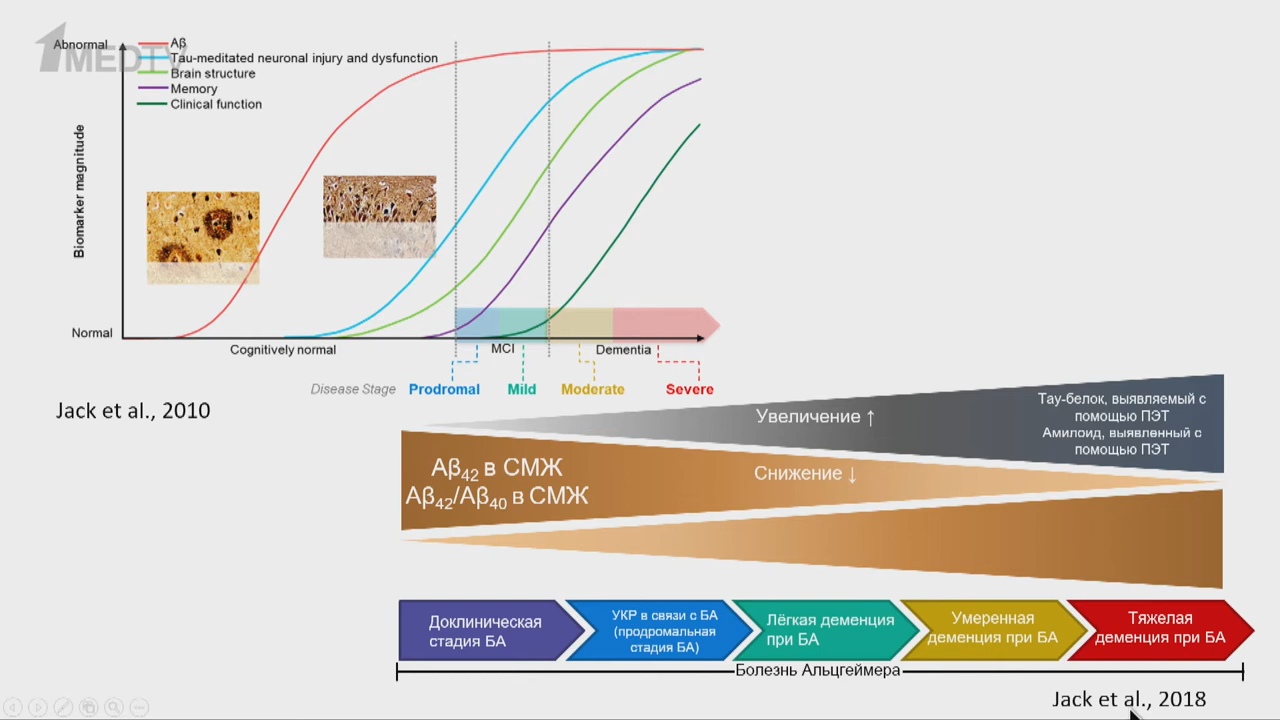 1MEDTV
Abnormal
Aβ
Tau-meditated neuronal injury and dysfunction
Brain structure
Memory
Clinical function
Biomarker magnitude
Normal
Cognitively normal
MCI
Dementia
Disease Stage
Prodromal
Mild
Moderate
Severe
Jack et al., 2010
Увеличение ↑
Тау-белок, выявляемый с
помощью ПЭТ
Амилоид, выявленный с
помощью ПЭТ
Aβ42 в СМЖ
Aβ42/Aβ40 в СМЖ
Снижение ↓
Доклиническая
стадия БА
УКР в связи с БА
(продромальная
стадия БА)
Лёгкая деменция
при БА
Умеренная
деменция при БА
Тяжелая
деменция при БА
Болезнь Альцгеймера
Jack et al., 2018